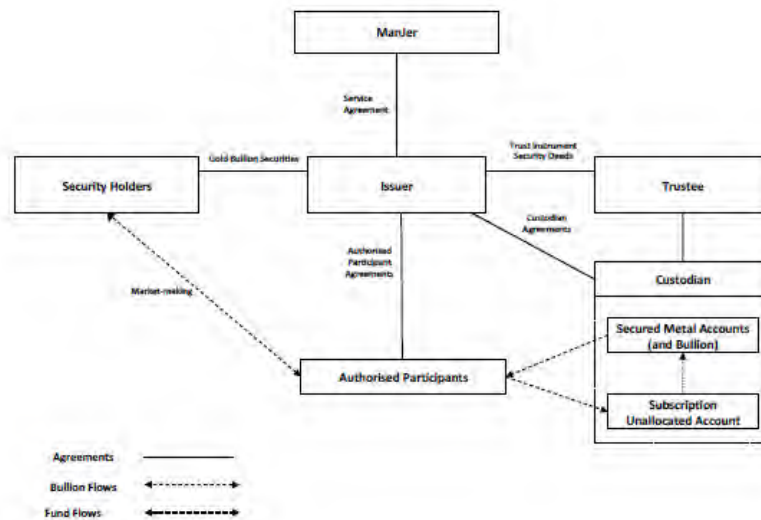 ManJer
Service
Agreement
Gold Bullion Securities
Trust Instrument
Security Deeds
Security Holders
Issuer
Trustee
Custodian
Agreements
Authorised
Participant
Agreements
Custodian
Market-making
Secured Metal Accounts
(and Bullion)
Authorised Participants
Subscription
Unallocated Account
Agreements
Bullion Flows
Fund Flows